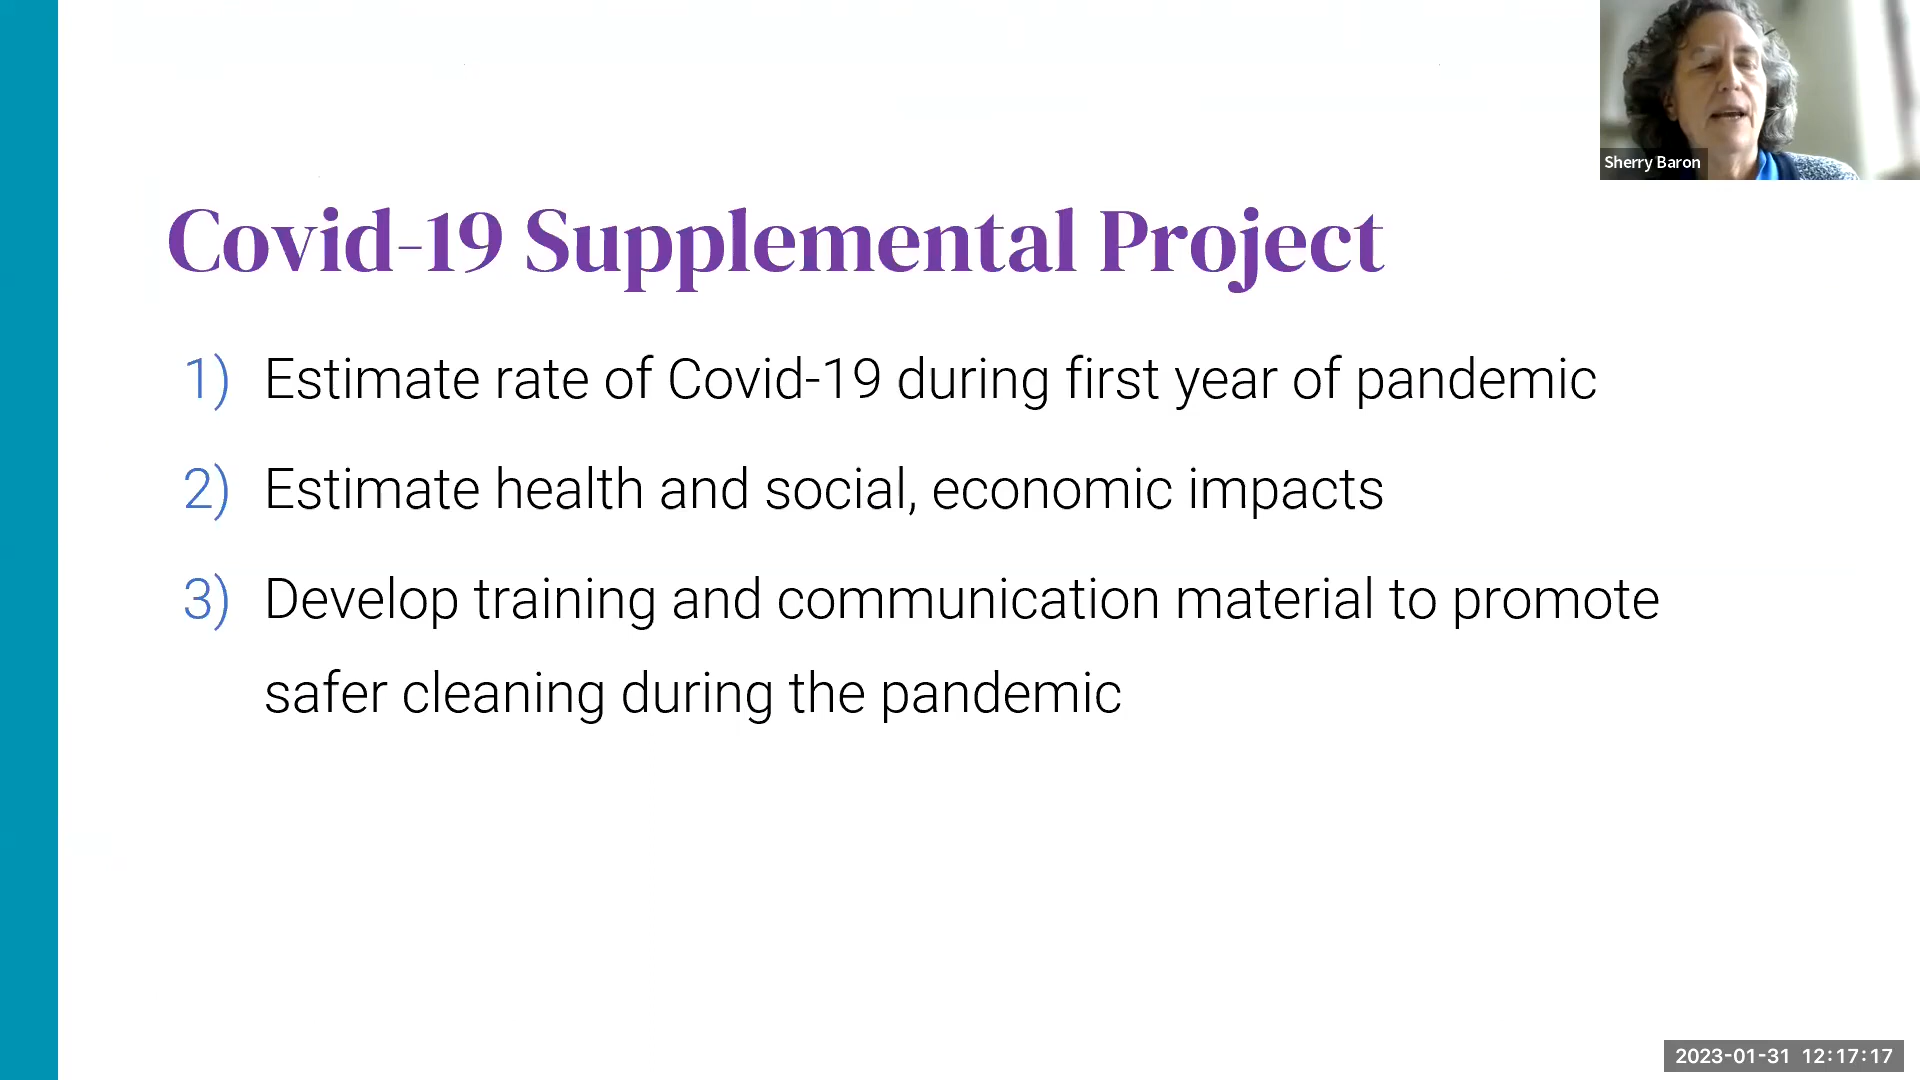 Sherry Baron
Covid-19 Supplemental Project
1) Estimate rate of Covid-19 during first year of pandemic
2) Estimate health and social, economic impacts
3) Develop training and communication material to promote
safer cleaning during the pandemic
2023-01-31 12:17:17